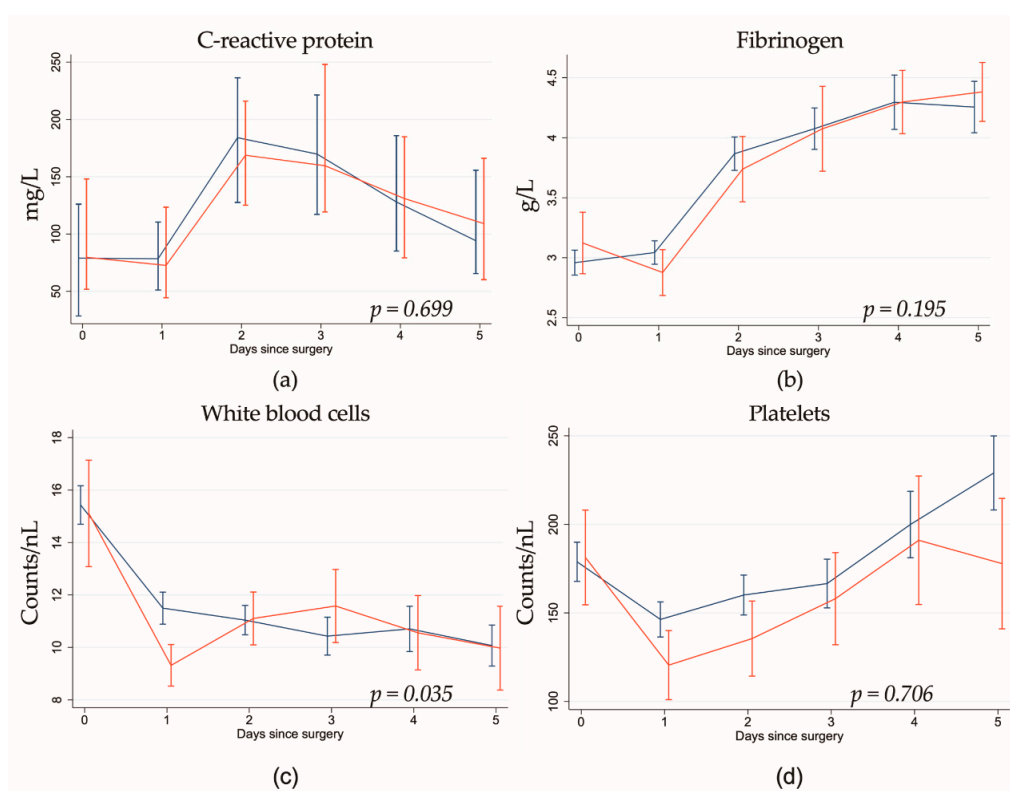 C-reactive protein
250
200
150
100
50
mg/L
p = 0.699
0 1 2 3 4 5
Days since surgery
(a)
Fibrinogen
4.5
4
3.5
3
2.5
g/L
p = 0.195
0 1 2 3 4 5
Days since surgery
(b)
White blood cells
18
16
14
12
10
8
Counts/nL
p = 0.035
0 1 2 3 4 5
Days since surgery
(c)
Platelets
250
200
150
100
Counts/nL
p = 0.706
0 1 2 3 4 5
Days since surgery
(d)